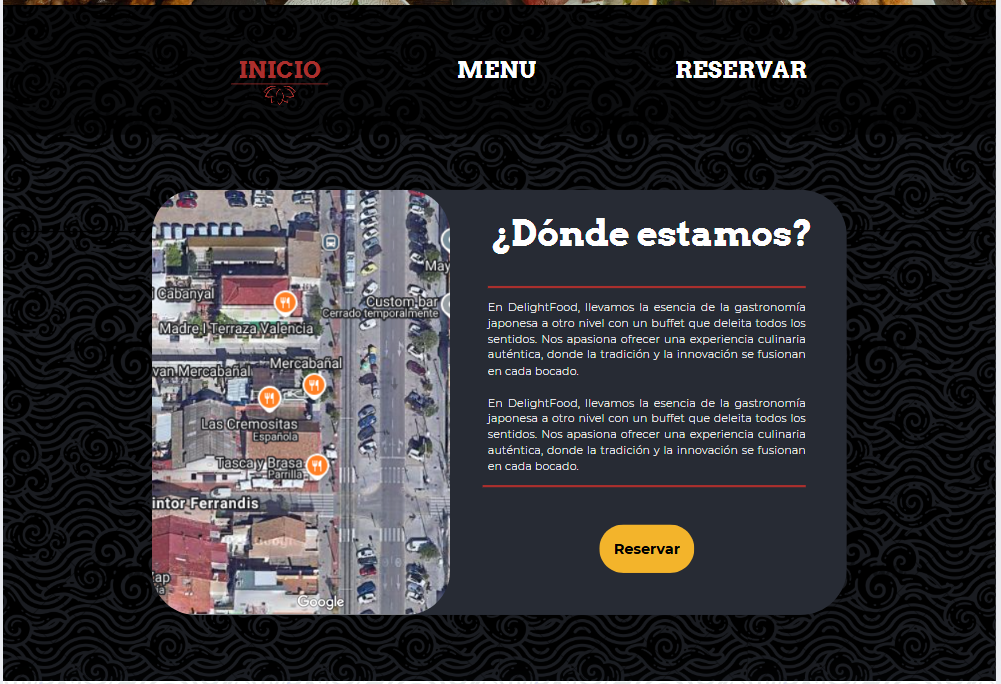 INICIO MENU RESERVAR
¿Dónde estamos?
En DelightFood, llevamos la esencia de la gastronomía
japonesa a otro nivel con un buffet que deleita todos los
sentidos. Nos apasiona ofrecer una experiencia culinaria
auténtica, donde la tradición y la innovación se fusionan
en cada bocado.
En DelightFood, llevamos la esencia de la gastronomía
japonesa a otro nivel con un buffet que deleita todos los
sentidos. Nos apasiona ofrecer una experiencia culinaria
auténtica, donde la tradición y la innovación se fusionan
en cada bocado.
Reservar
May
Cabanyal
Custom bar
Cerrado temporalmente
Madre | Terraza Valencia
Mercabañal
van Mercabañal
Las Cremositas
Española
Tasca y Brasa
Parrilla
intor Ferrandis
Google